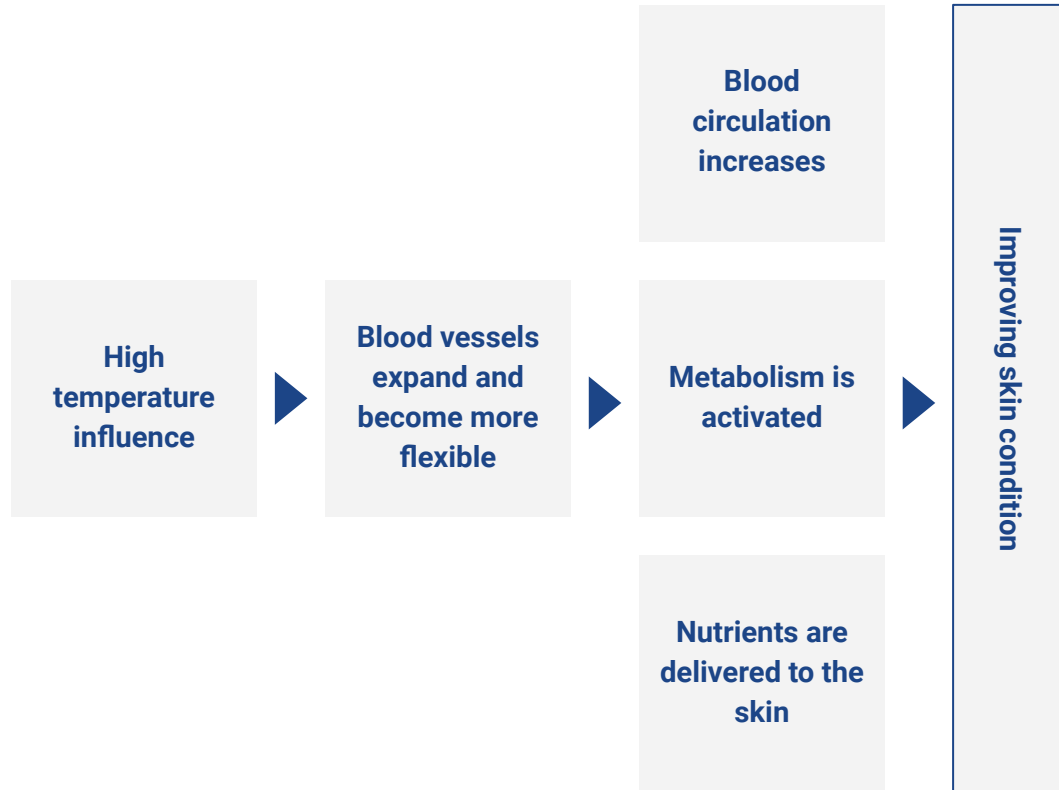 High
temperature
influence
Blood vessels
expand and
become more
flexible
Blood
circulation
increases
Metabolism is
activated
Nutrients are
delivered to the
skin
Improving skin condition